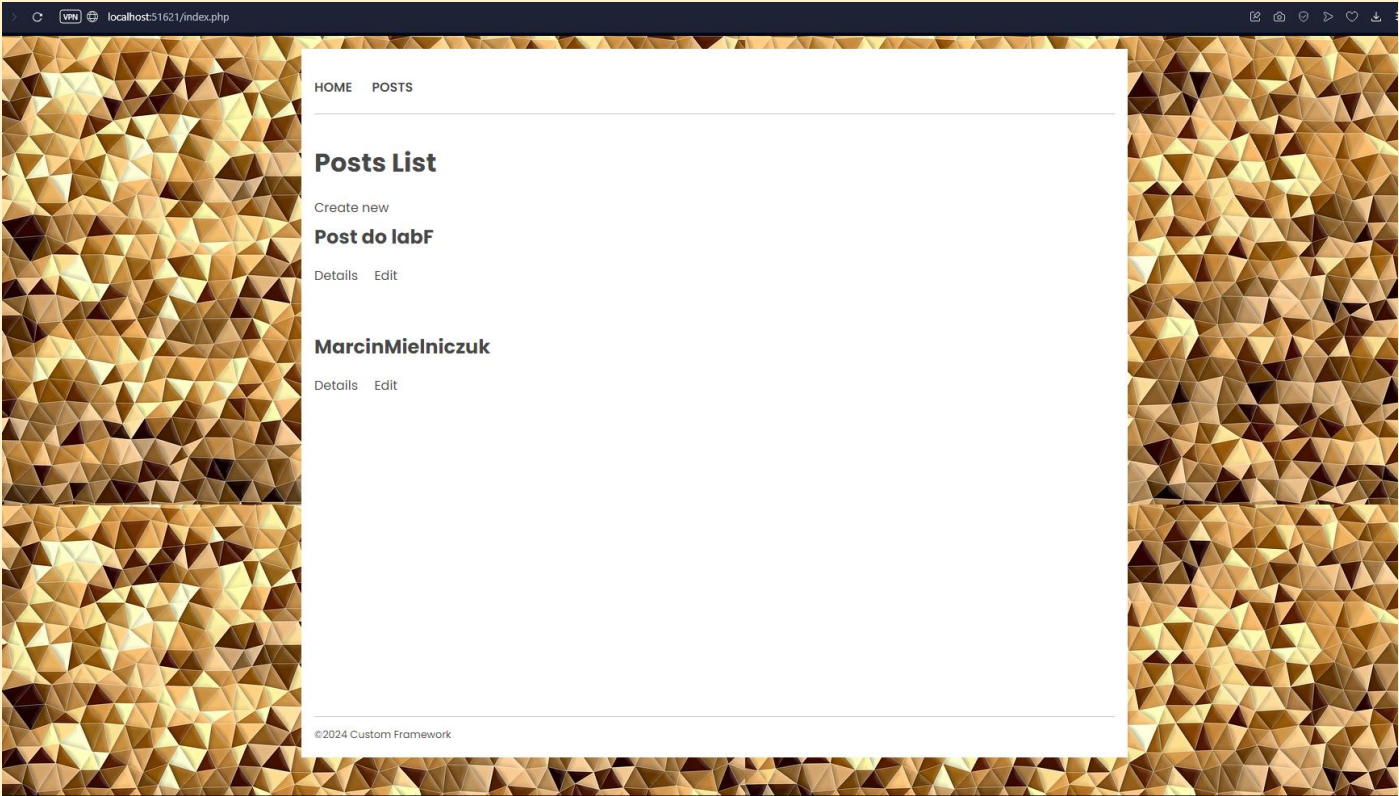 VPN localhost:51621/index.php
HOME POSTS
Posts List
Create new
Post do labF
Details Edit
MarcinMielniczuk
Details Edit
©2024 Custom Framework